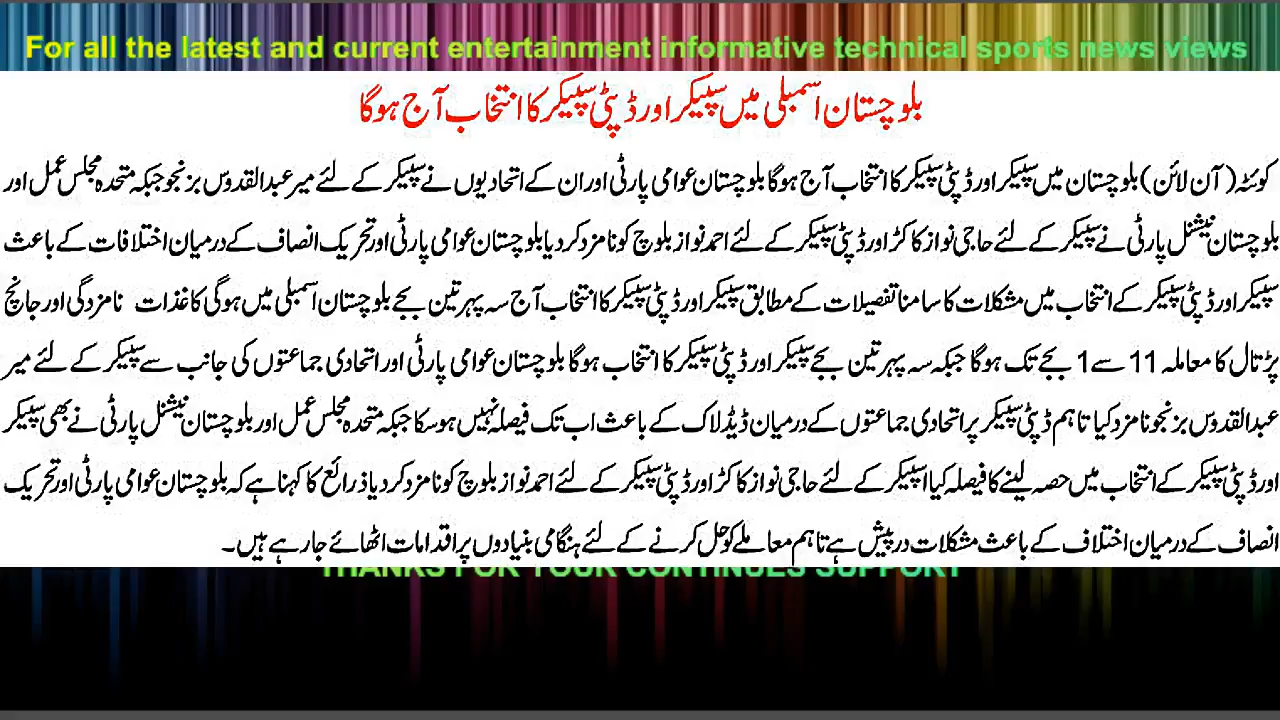 For all the latest and current entertainment informative technical sports news views
بلوچستان اسمبلی میں سپیکر اور ڈپٹی سپیکر کا انتخاب آج ہوگا
کوئٹہ (آن لائن) بلوچستان میں سپیکر اور ڈپٹی سپیکر کا انتخاب آج ہوگا بلوچستان عوامی پارٹی اور ان کے اتحادیوں نے سپیکر کے لئے میر عبدالقدوس بزنجو جبکہ متحدہ مجلس عمل اور
بلوچستان نیشنل پارٹی نے سپیکر کے لئے حاجی نواز کاکڑ اور ڈپٹی سپیکر کے لئے احمد نواز بلوچ کو نامزد کردیا بلوچستان عوامی پارٹی اور تحریک انصاف کے درمیان اختلافات کے باعث
سپیکر اور ڈپٹی سپیکر کے انتخاب میں مشکلات کا سامنا تفصیلات کے مطابق سپیکر اور ڈپٹی سپیکر کا انتخاب آج سہ پہر تین بجے بلوچستان اسمبلی میں ہوگی کاغذات نامزدگی اور جانچ
پڑتال کا معاملہ 11 سے 1 بجے تک ہوگا جبکہ سہ پہر تین بجے سپیکر اور ڈپٹی سپیکر کا انتخاب ہوگا بلوچستان عوامی پارٹی اور اتحادی جماعتوں کی جانب سے سپیکر کے لئے میر
عبدالقدوس بزنجو نامزد کیا تاہم ڈپٹی سپیکر پر اتحادی جماعتوں کے درمیان ڈیڈ لاک کے باعث اب تک فیصلہ نہیں ہوسکا جبکہ متحدہ مجلس عمل اور بلوچستان نیشنل پارٹی نے بھی سپیکر
اور ڈپٹی سپیکر کے انتخاب میں حصہ لینے کا فیصلہ کیا اسپیکر کے لئے حاجی نواز کاکڑ اور ڈپٹی سپیکر کے لئے احمد نواز بلوچ کو نامزد کردیا ذرائع کا کہنا ہے کہ بلوچستان عوامی پارٹی اور تحریک
انصاف کے درمیان اختلاف کے باعث مشکلات درپیش ہے تاہم معاملے کو حل کرنے کے لئے ہنگامی بنیادوں پر اقدامات اٹھائے جارہے ہیں۔
THANKS FOR YOUR CONTINUES SUPPORT